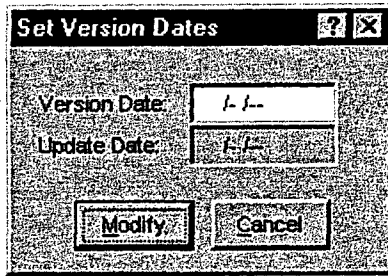 Set Version Dates
Version Date: /- /--
Update Date: /- /--
Modify Cancel